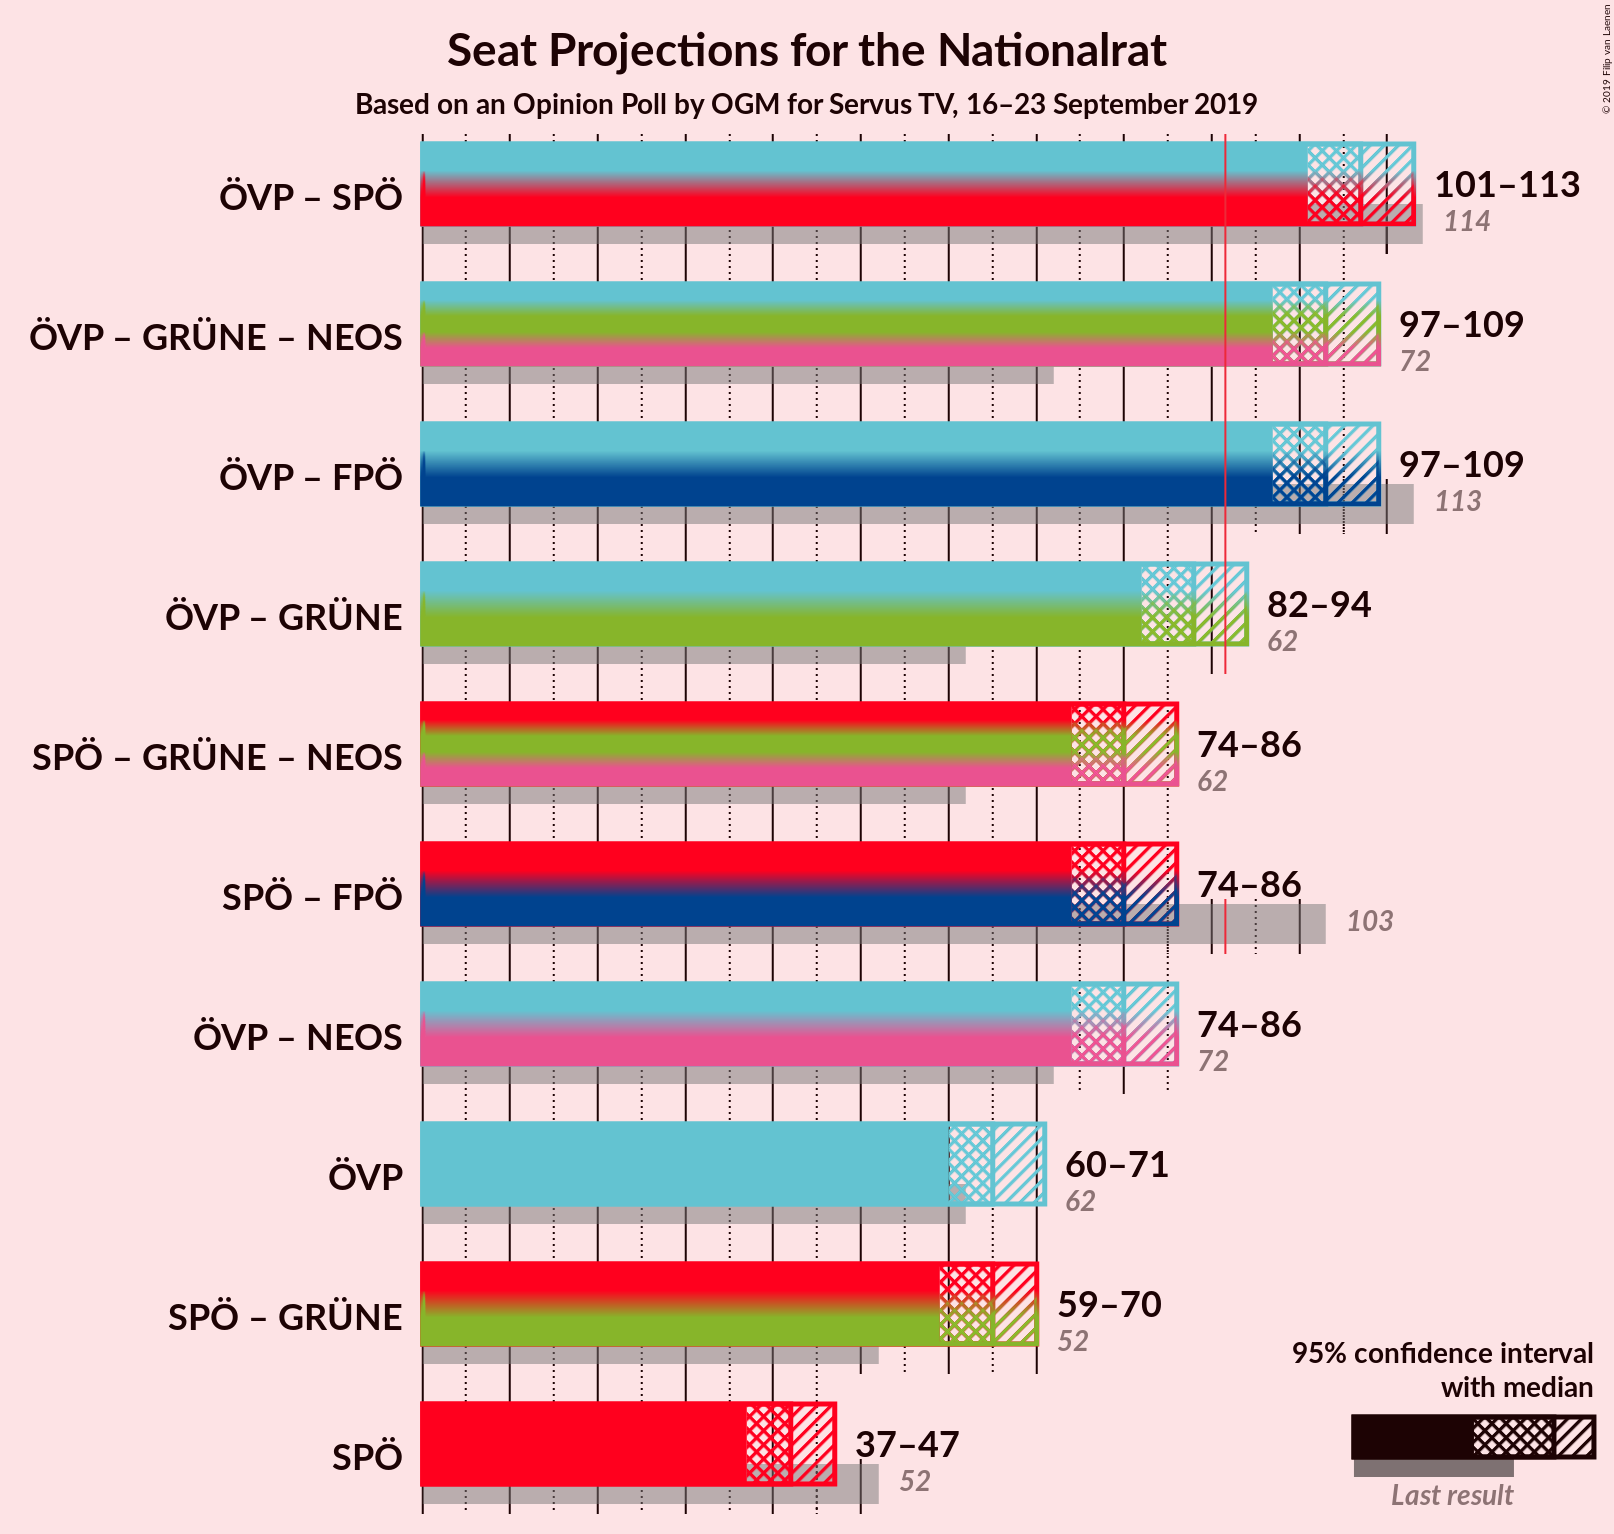 Seat Projections for the Nationalrat
Based on an Opinion Poll by OGM for Servus TV, 16–23 September 2019
© 2019 Filip van Laenen
ÖVP – SPÖ
101–113
114
ÖVP – GRÜNE – NEOS
97–109
72
ÖVP – FPÖ
97–109
113
ÖVP – GRÜNE
82–94
62
SPÖ – GRÜNE – NEOS
74–86
62
SPÖ – FPÖ
74–86
103
ÖVP – NEOS
74–86
72
ÖVP
60–71
62
SPÖ – GRÜNE
59–70
52
SPÖ
37–47
52
95% confidence interval
with median
Last result